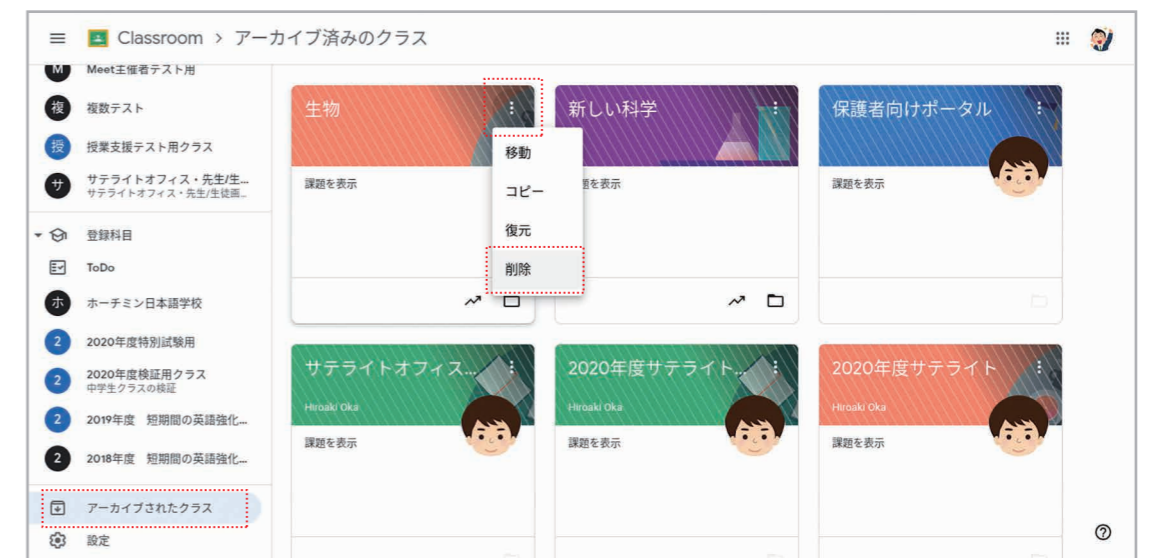 Classroom > アーカイブ済みのクラス
M Meet主催者テスト用
複 複数テスト
授 授業支援テスト用クラス
サ サテライトオフィス・先生/生...
サテライトオフィス・先生/生徒画...
登録科目
ToDo
ホ ホーチミン日本語学校
2 2020年度特別試験用
2 2020年度検証用クラス
中学生クラスの検証
2 2019年度 短期間の英語強化...
2 2018年度 短期間の英語強化...
アーカイブされたクラス
設定
生物
課題を表示
移動
コピー
復元
削除
新しい科学
題を表示
保護者向けポータル
課題を表示
サテライトオフィス...
Hiroaki Oka
課題を表示
2020年度サテライト...
Hiroaki Oka
課題を表示
2020年度サテライト
Hiroaki Oka
課題を表示